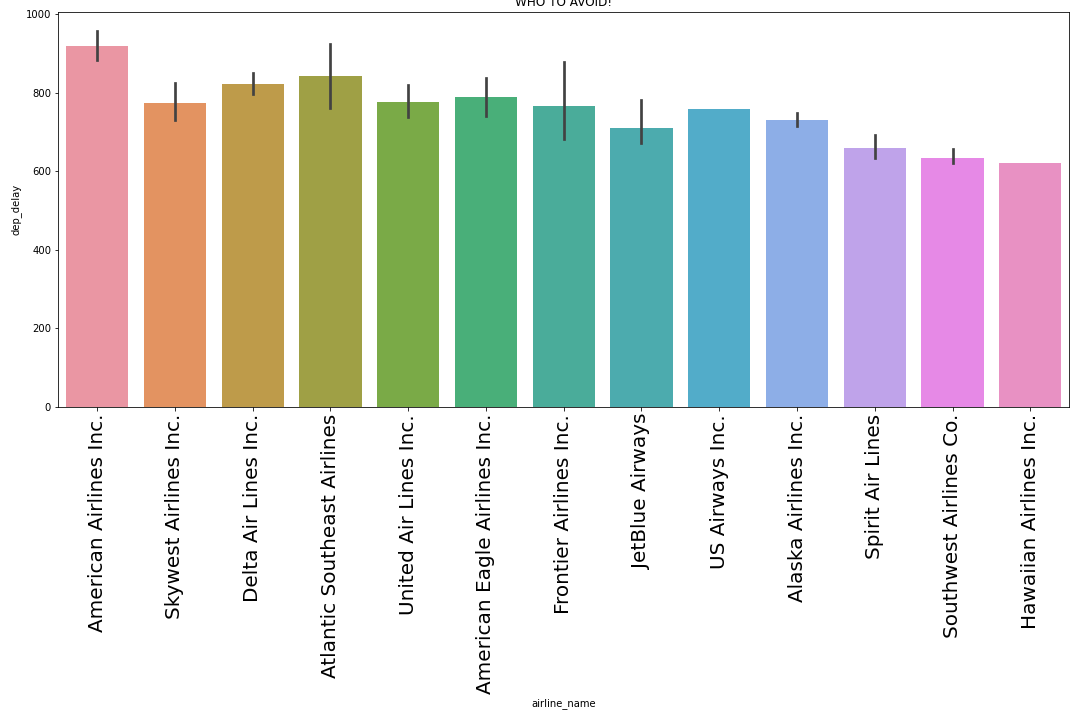 WHO TO AVOID!
1000
800
600
400
200
0
dep_delay
American Airlines Inc.
Skywest Airlines Inc.
Delta Air Lines Inc.
Atlantic Southeast Airlines
United Air Lines Inc.
American Eagle Airlines Inc.
Frontier Airlines Inc.
JetBlue Airways
US Airways Inc.
Alaska Airlines Inc.
Spirit Air Lines
Southwest Airlines Co.
Hawaiian Airlines Inc.
airline_name